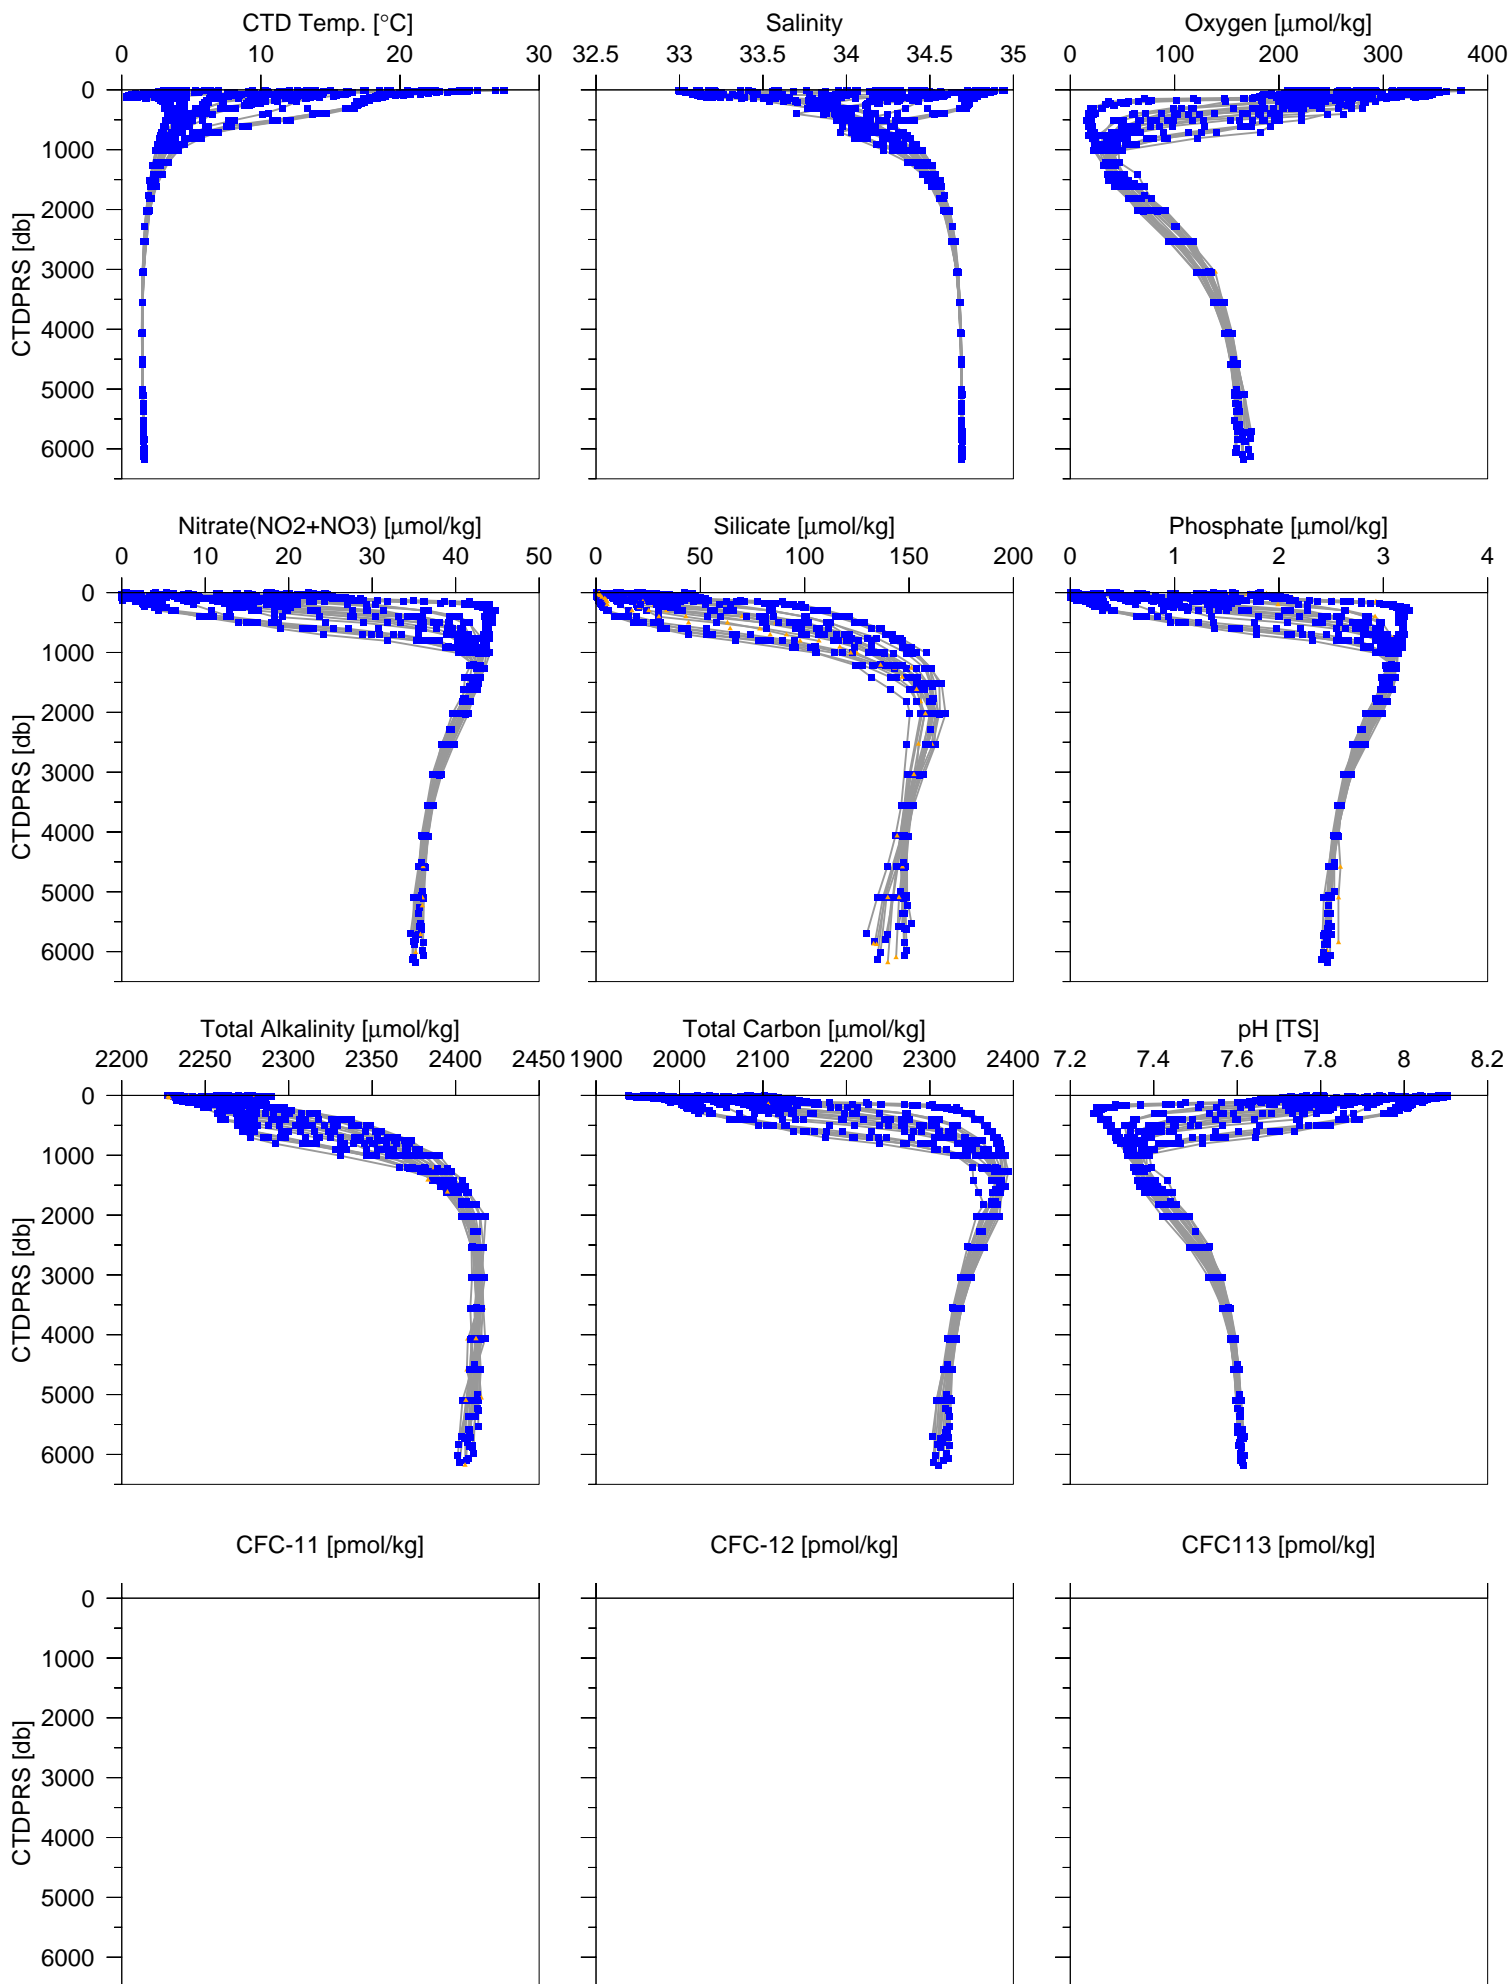 CTD Temp. [°C] Salinity Oxygen [μmol/kg]
0 10 20 30 32.5 33 33.5 34 34.5 35 0 100 200 300 400
0
1000
2000
3000
4000
5000
6000
CTDPRS [db]
Nitrate(NO2+NO3) [μmol/kg] Silicate [μmol/kg] Phosphate [μmol/kg]
0 10 20 30 40 50 0 50 100 150 200 0 1 2 3 4
0
1000
2000
3000
4000
5000
6000
CTDPRS [db]
Total Alkalinity [μmol/kg] Total Carbon [μmol/kg] pH [TS]
2200 2250 2300 2350 2400 2450 1900 2000 2100 2200 2300 2400 7.2 7.4 7.6 7.8 8 8.2
0
1000
2000
3000
4000
5000
6000
CTDPRS [db]
CFC-11 [pmol/kg] CFC-12 [pmol/kg] CFC113 [pmol/kg]
0
1000
2000
3000
4000
5000
6000
CTDPRS [db]